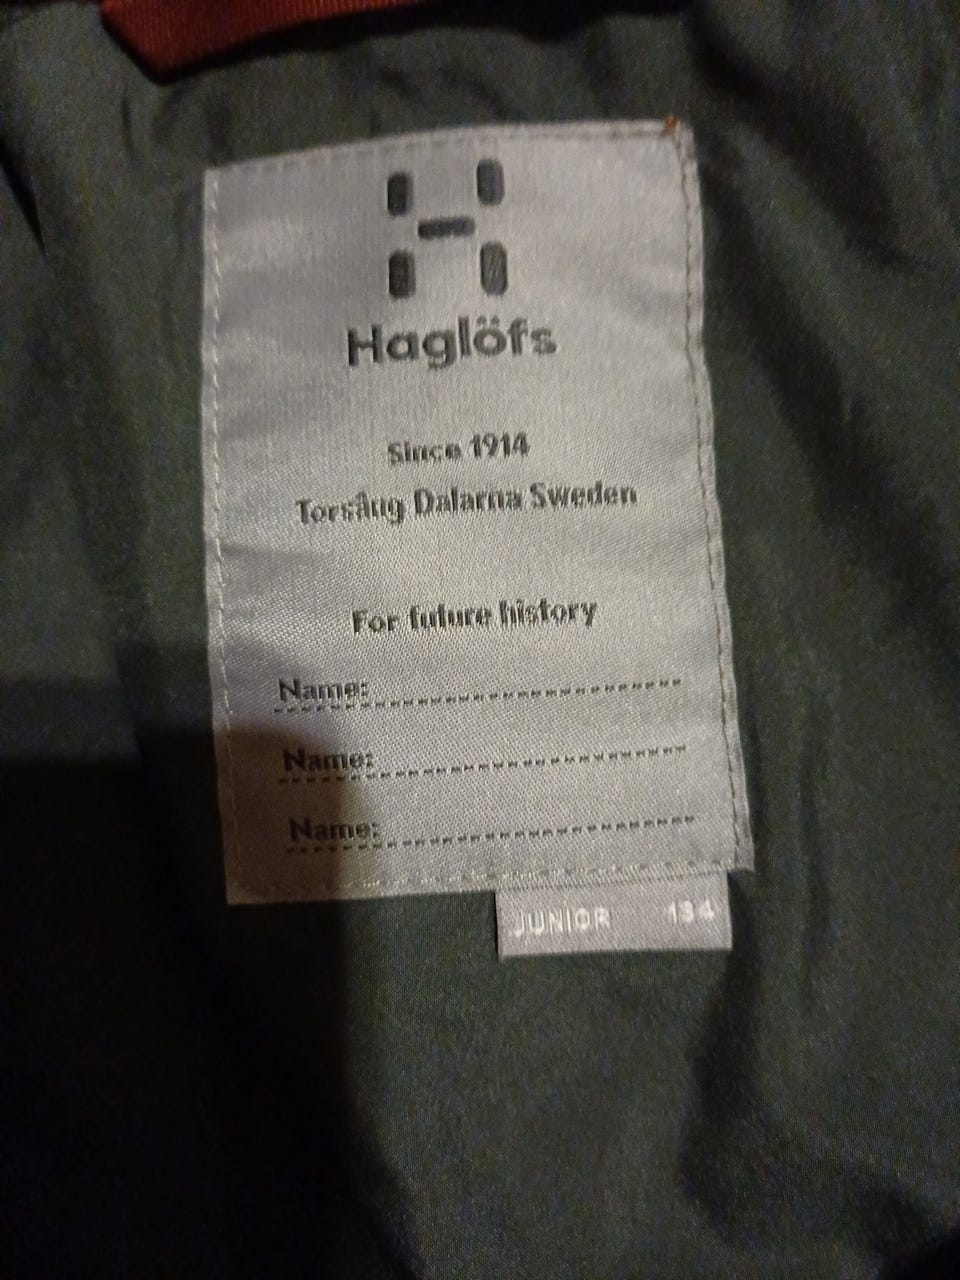 Haglöfs
Since 1914
Torsång Dalarna Sweden
For future history
Name:
Name:
Name:
JUNIOR 134